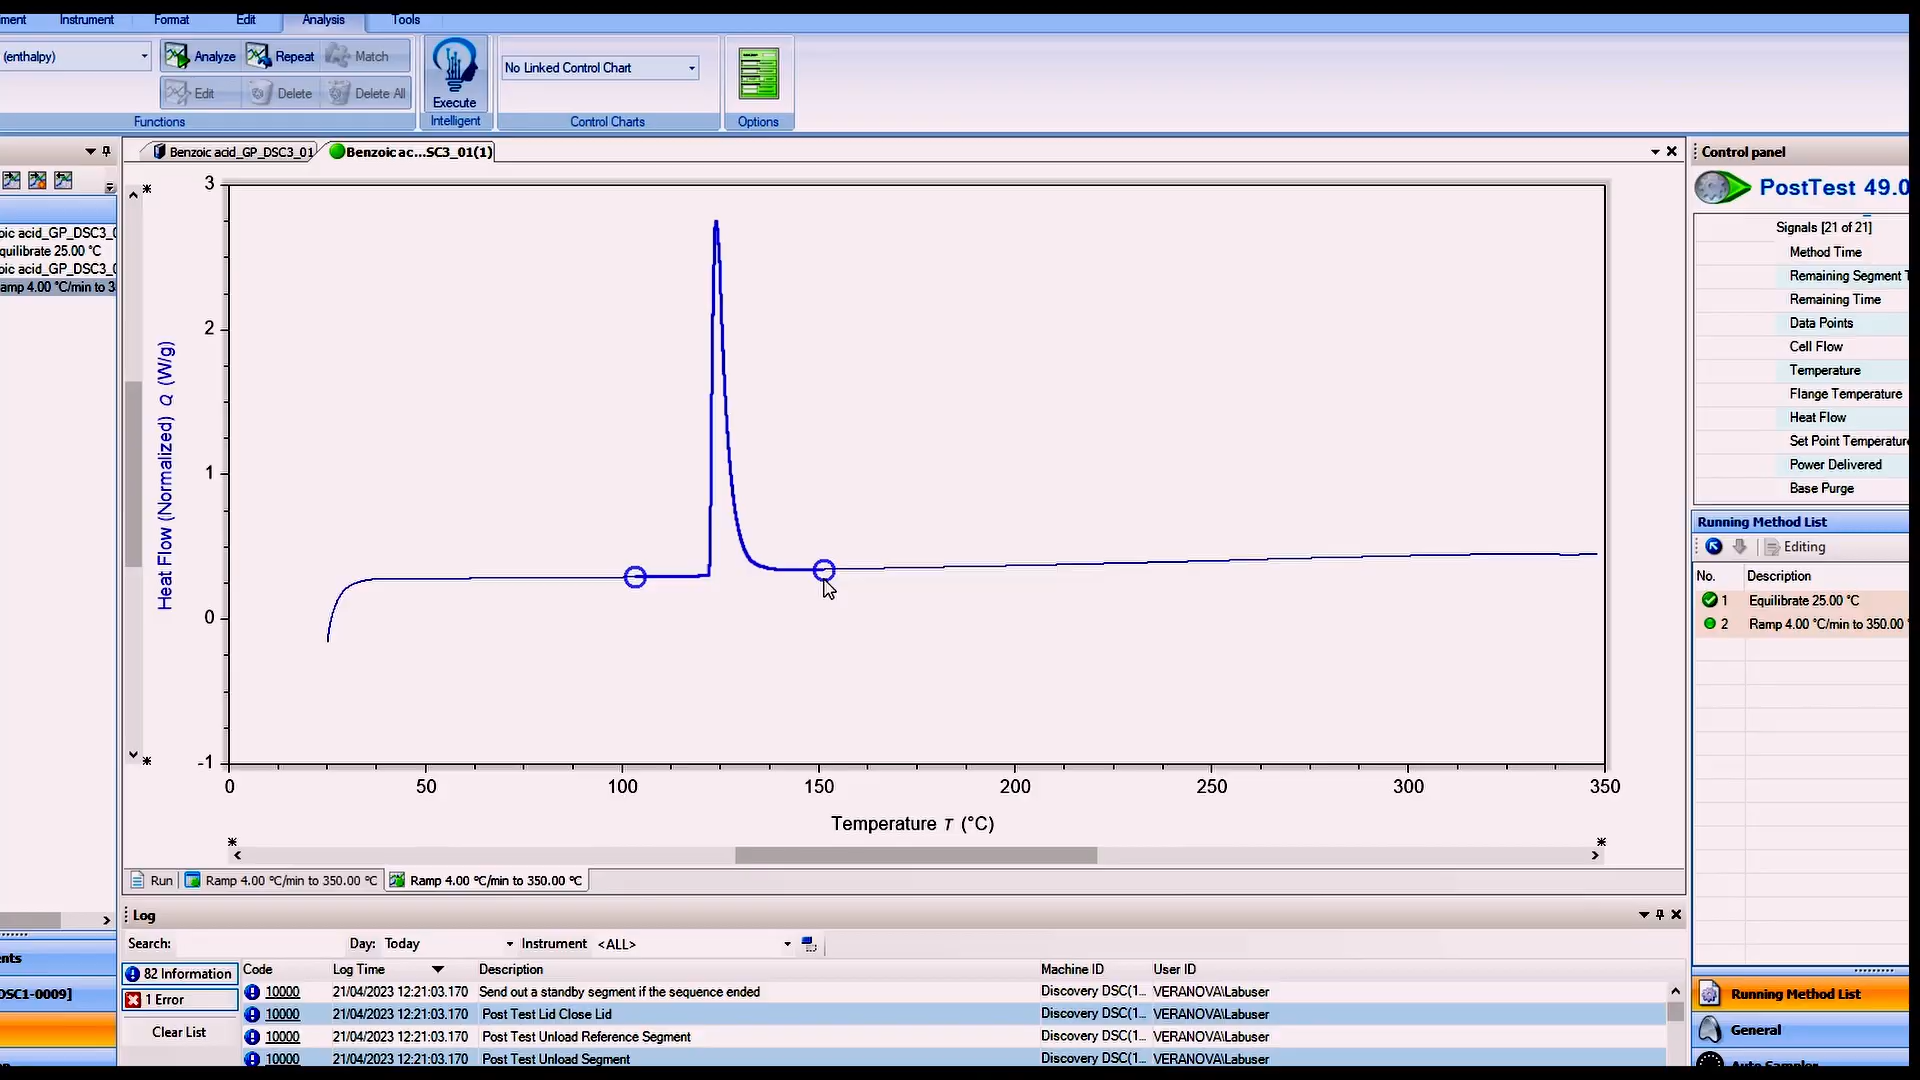 ment Instrument Format Edit Analysis Tools
(enthalpy) Analyze Repeat Match No Linked Control Chart
Edit Delete Delete All Execute
Functions Intelligent Control Charts Options
Benzoic acid_GP_DSC3_01 Benzoic ac...SC3_01(1) Control panel
PostTest 49.0
Signals [21 of 21]
Method Time
Remaining Segment T
Remaining Time
Data Points
Cell Flow
Temperature
Flange Temperature
Heat Flow
Set Point Temperature
Power Delivered
Base Purge
oic acid_GP_DSC3_0
quilibrate 25.00 °C
oic acid_GP_DSC3_0
amp 4.00 °C/min to 3
3
2
1
0
-1
Heat Flow (Normalized) Q (W/g)
0 50 100 150 200 250 300 350
Temperature T (°C)
Running Method List
Editing
No. Description
1 Equilibrate 25.00 °C
2 Ramp 4.00 °C/min to 350.00 °
Run Ramp 4.00 °C/min to 350.00 °C Ramp 4.00 °C/min to 350.00 °C
Log
Search: Day: Today Instrument <ALL>
82 Information Code Log Time Description Machine ID User ID
1 Error 10000 21/04/2023 12:21:03.170 Send out a standby segment if the sequence ended Discovery DSC(1... VERANOVA\Labuser
10000 21/04/2023 12:21:03.170 Post Test Lid Close Lid Discovery DSC(1... VERANOVA\Labuser
Clear List 10000 21/04/2023 12:21:03.170 Post Test Unload Reference Segment Discovery DSC(1... VERANOVA\Labuser
10000 21/04/2023 12:21:03.170 Post Test Unload Segment Discovery DSC(1... VERANOVA\Labuser
nts
DSC1-0009]
Running Method List
General
Auto Sampler